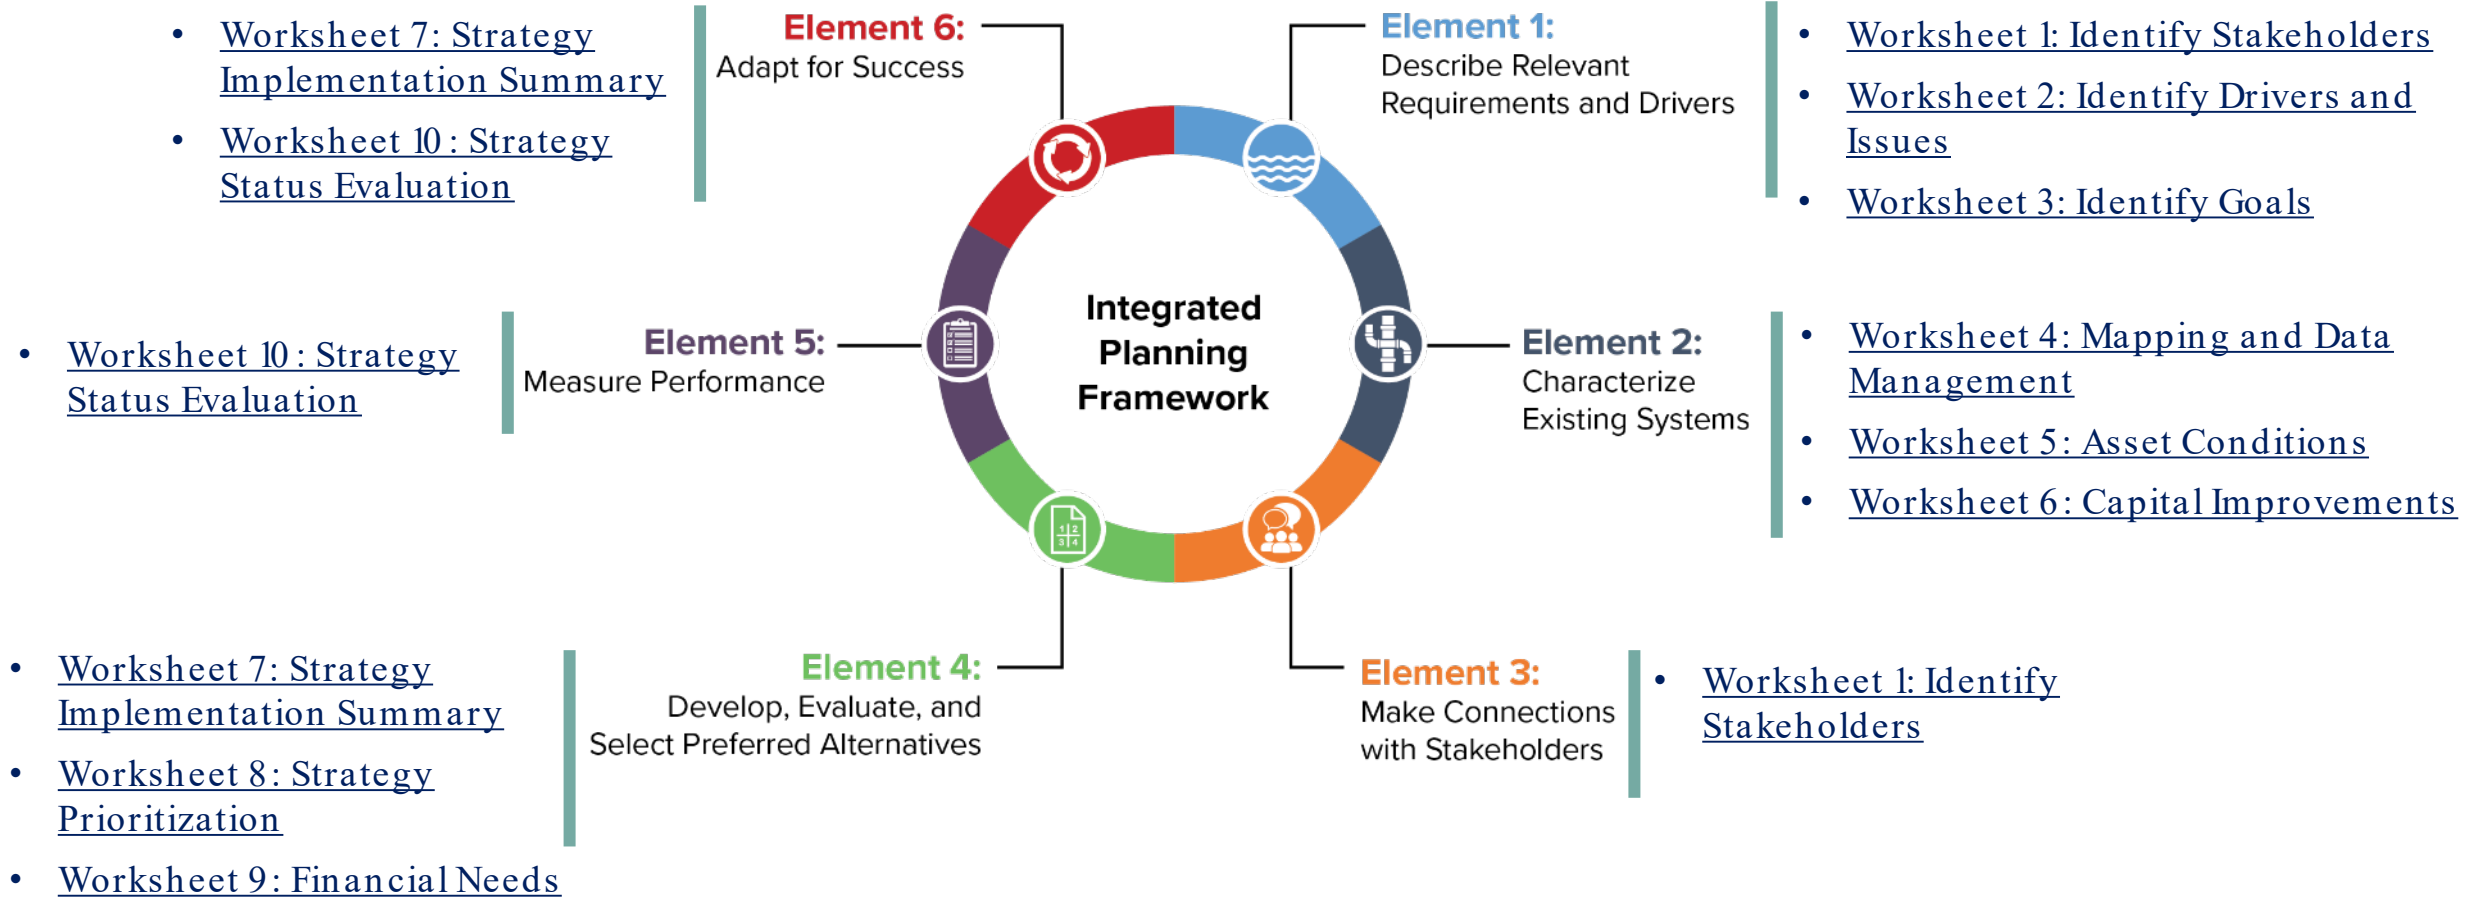 • Worksheet 7: Strategy
Implementation Summary
• Worksheet 10: Strategy
Status Evaluation
Element 6:
Adapt for Success
Element 1:
Describe Relevant
Requirements and Drivers
• Worksheet 1: Identify Stakeholders
• Worksheet 2: Identify Drivers and
Issues
• Worksheet 3: Identify Goals
• Worksheet 10: Strategy
Status Evaluation
Element 5:
Measure Performance
Integrated
Planning
Framework
Element 2:
Characterize
Existing Systems
• Worksheet 4: Mapping and Data
Management
• Worksheet 5: Asset Conditions
• Worksheet 6: Capital Improvements
1 2
3 4
• Worksheet 7: Strategy
Implementation Summary
• Worksheet 8: Strategy
Prioritization
• Worksheet 9: Financial Needs
Element 4:
Develop, Evaluate, and
Select Preferred Alternatives
Element 3:
Make Connections
with Stakeholders
• Worksheet 1: Identify
Stakeholders